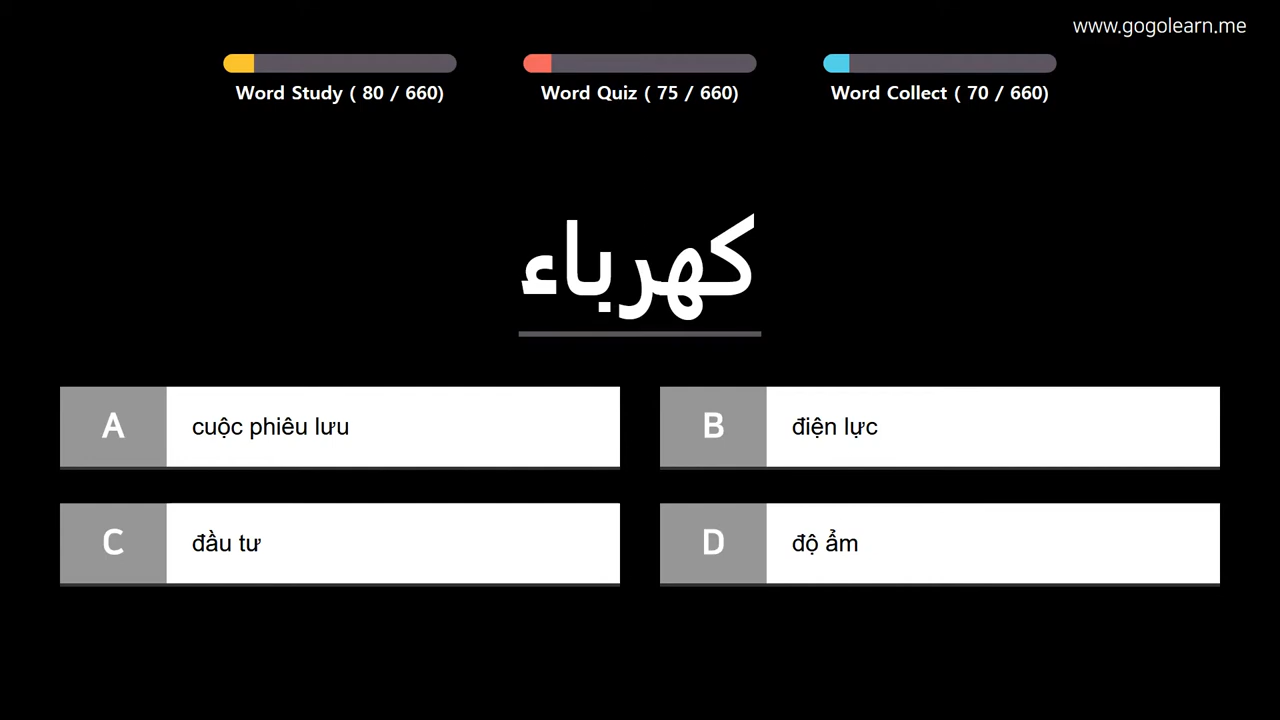 www.gogolearn.me
Word Study ( 80 / 660)
Word Quiz ( 75 / 660)
Word Collect ( 70 / 660)
كهرباء
A
cuộc phiêu lưu
B
điện lực
C
đầu tư
D
độ ẩm